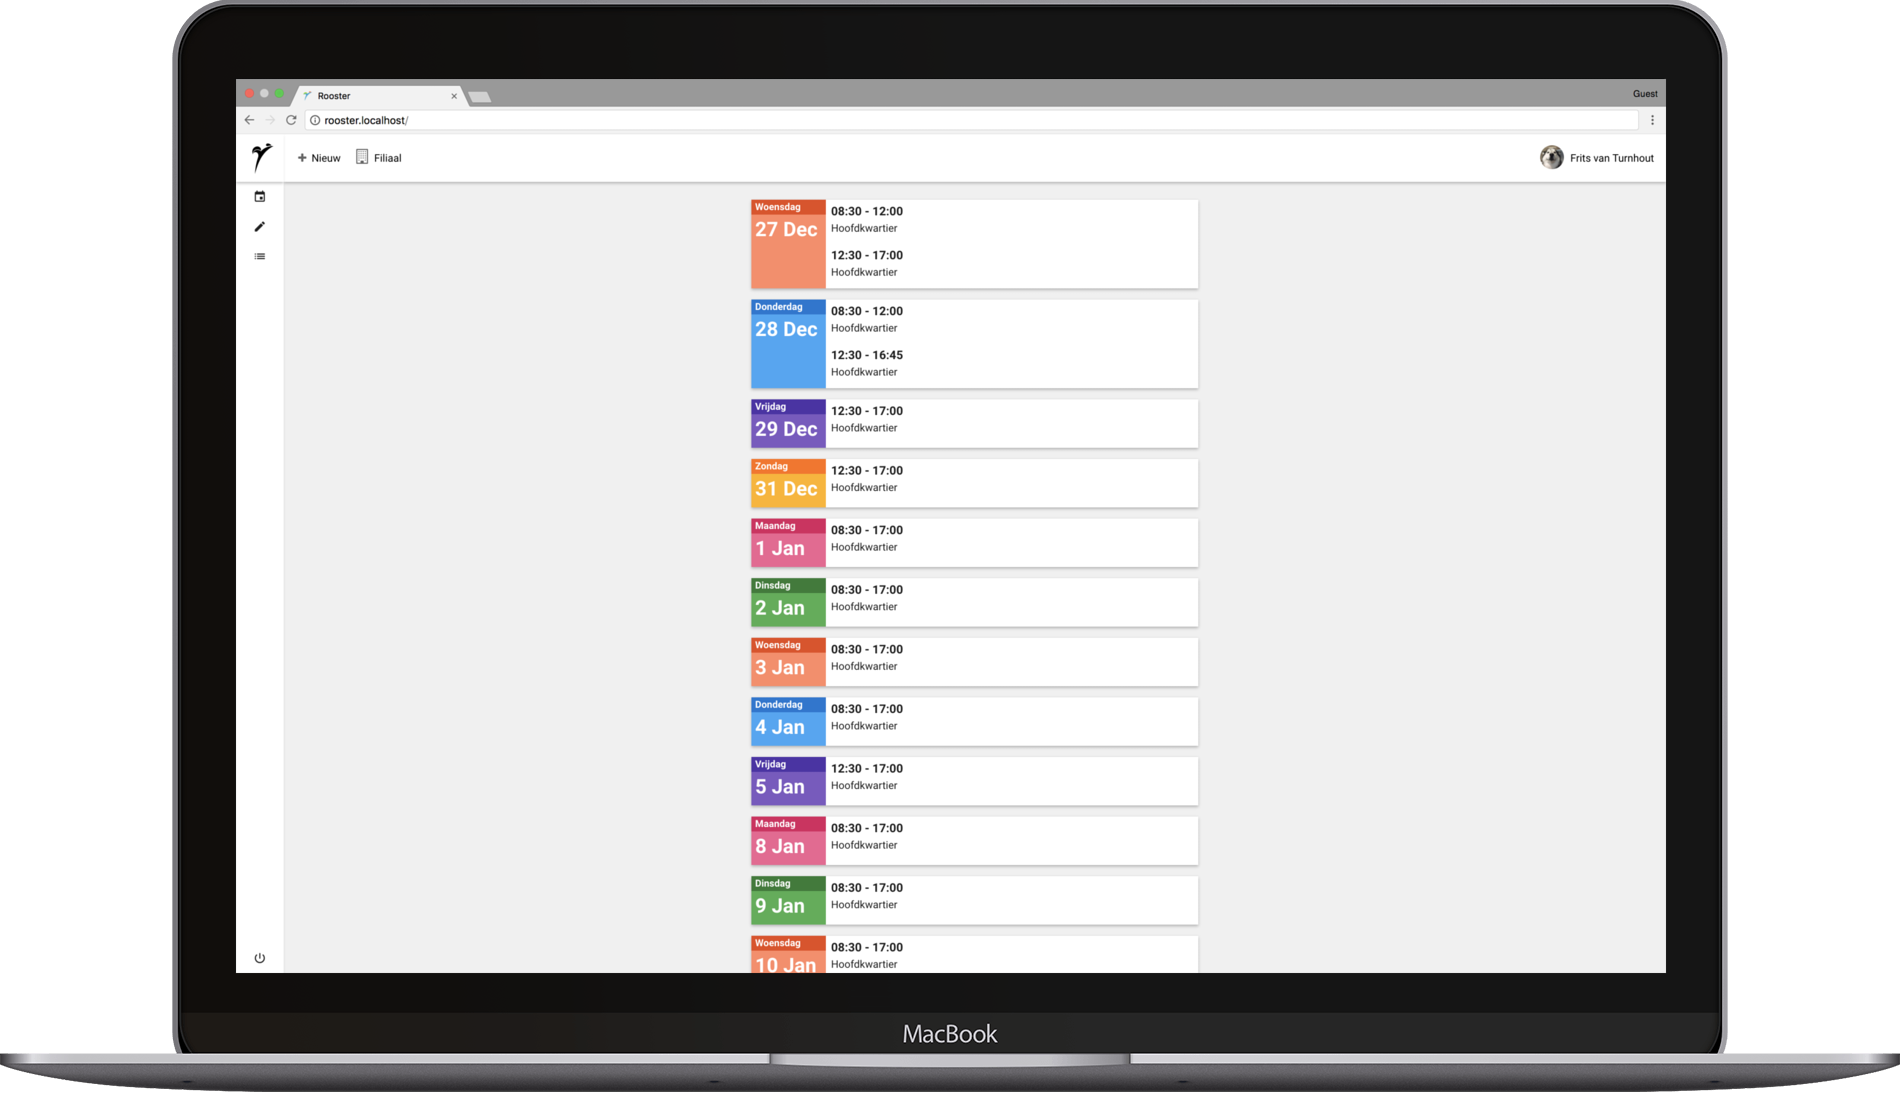 Rooster
Guest
rooster.localhost/
Nieuw
Filiaal
Frits van Turnhout
Woensdag
27 Dec
08:30 - 12:00
Hoofdkwartier
12:30 - 17:00
Hoofdkwartier
Donderdag
28 Dec
08:30 - 12:00
Hoofdkwartier
12:30 - 16:45
Hoofdkwartier
Vrijdag
29 Dec
12:30 - 17:00
Hoofdkwartier
Zondag
31 Dec
12:30 - 17:00
Hoofdkwartier
Maandag
1 Jan
08:30 - 17:00
Hoofdkwartier
Dinsdag
2 Jan
08:30 - 17:00
Hoofdkwartier
Woensdag
3 Jan
08:30 - 17:00
Hoofdkwartier
Donderdag
4 Jan
08:30 - 17:00
Hoofdkwartier
Vrijdag
5 Jan
12:30 - 17:00
Hoofdkwartier
Maandag
8 Jan
08:30 - 17:00
Hoofdkwartier
Dinsdag
9 Jan
08:30 - 17:00
Hoofdkwartier
Woensdag
10 Jan
08:30 - 17:00
Hoofdkwartier
MacBook